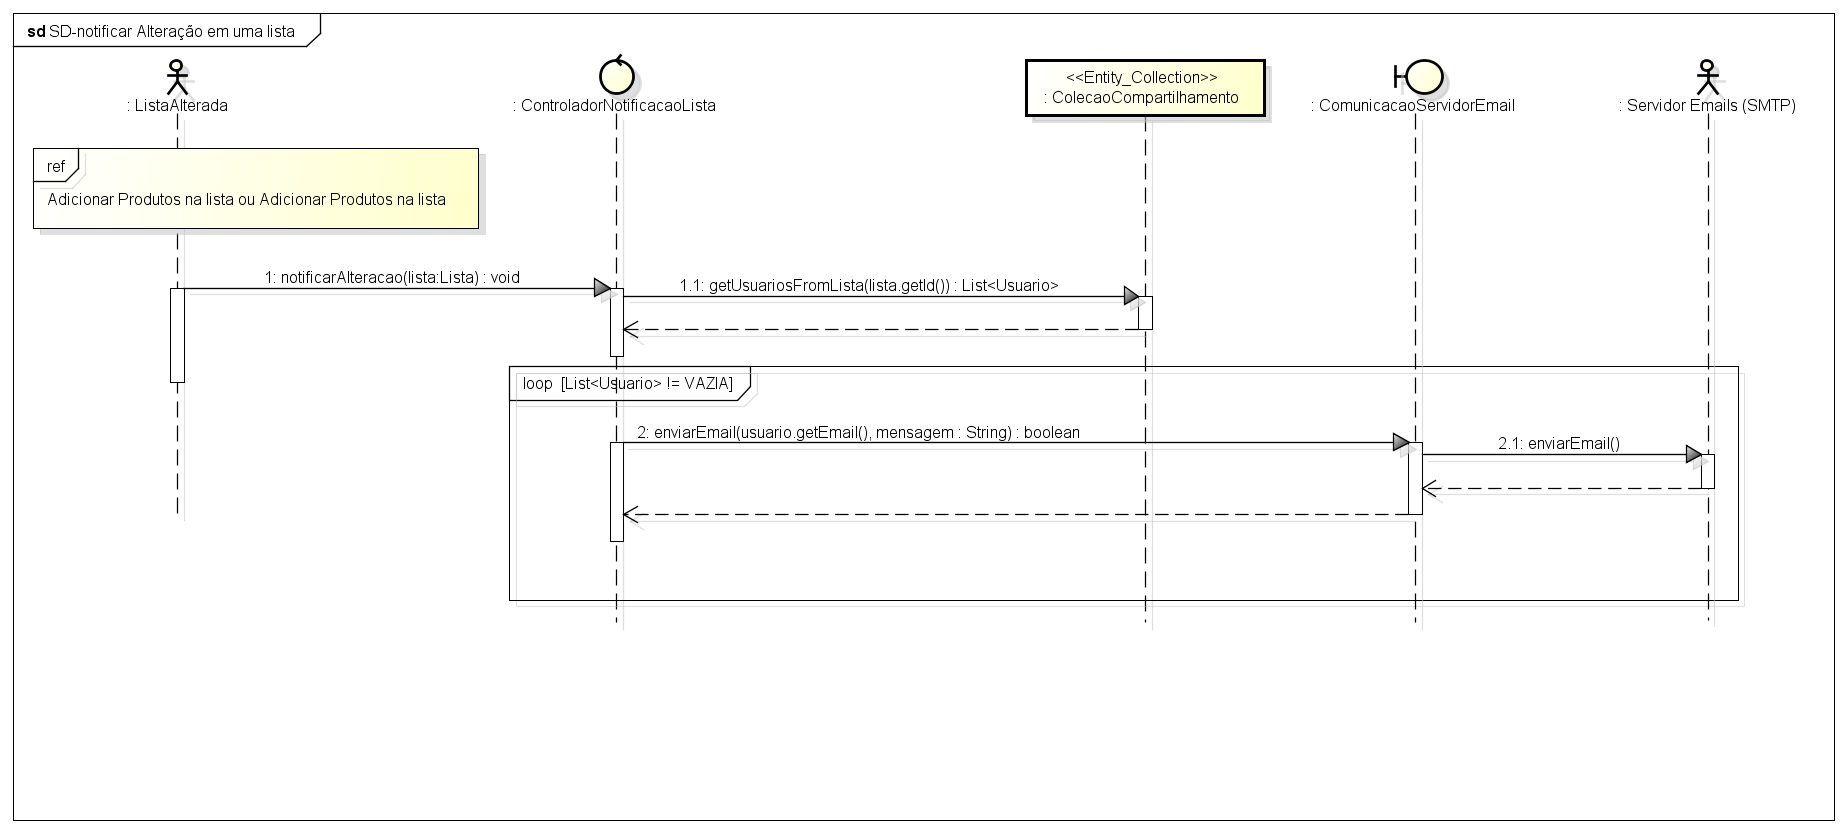 sd SD-notificar Alteração em uma lista
: ListaAlterada
: ControladorNotificacaoLista
<<Entity_Collection>>
: ColecaoCompartilhamento
: ComunicacaoServidorEmail
: Servidor Emails (SMTP)
ref
Adicionar Produtos na lista ou Adicionar Produtos na lista
1: notificarAlteracao(lista:Lista) : void
1.1: getUsuariosFromLista(lista.getId()) : List<Usuario>
loop [List<Usuario> != VAZIA]
2: enviarEmail(usuario.getEmail(), mensagem : String) : boolean
2.1: enviarEmail()